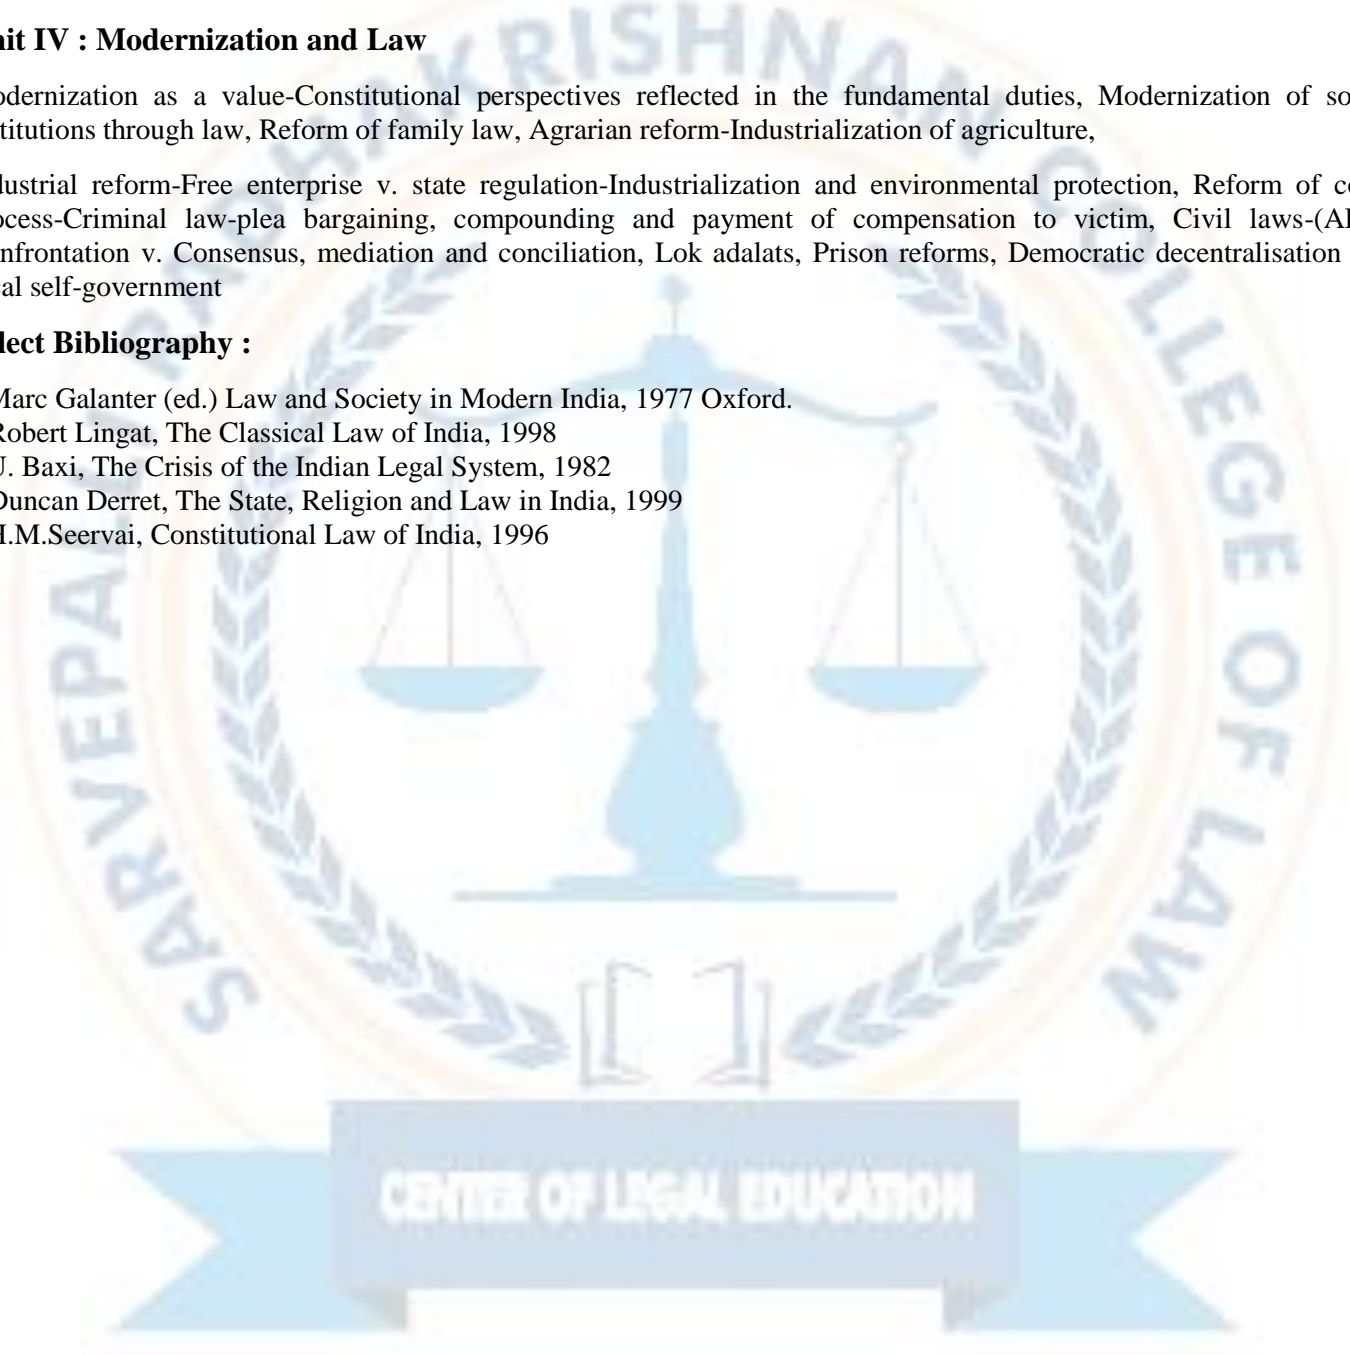 nit IV : Modernization and Law
odernization as a value-Constitutional perspectives reflected in the fundamental duties, Modernization of so
titutions through law, Reform of family law, Agrarian reform-Industrialization of agriculture,
dustrial reform-Free enterprise v. state regulation-Industrialization and environmental protection, Reform of co
ocess-Criminal law-plea bargaining, compounding and payment of compensation to victim, Civil laws-(AD
nfrontation v. Consensus, mediation and conciliation, Lok adalats, Prison reforms, Democratic decentralisation
cal self-government
lect Bibliography :
Marc Galanter (ed.) Law and Society in Modern India, 1977 Oxford.
Robert Lingat, The Classical Law of India, 1998
U. Baxi, The Crisis of the Indian Legal System, 1982
Duncan Derret, The State, Religion and Law in India, 1999
H.M.Seervai, Constitutional Law of India, 1996
SARVEPALLI RADHAKRISHNAN COLLEGE OF LAW
CENTER OF LEGAL EDUCATION